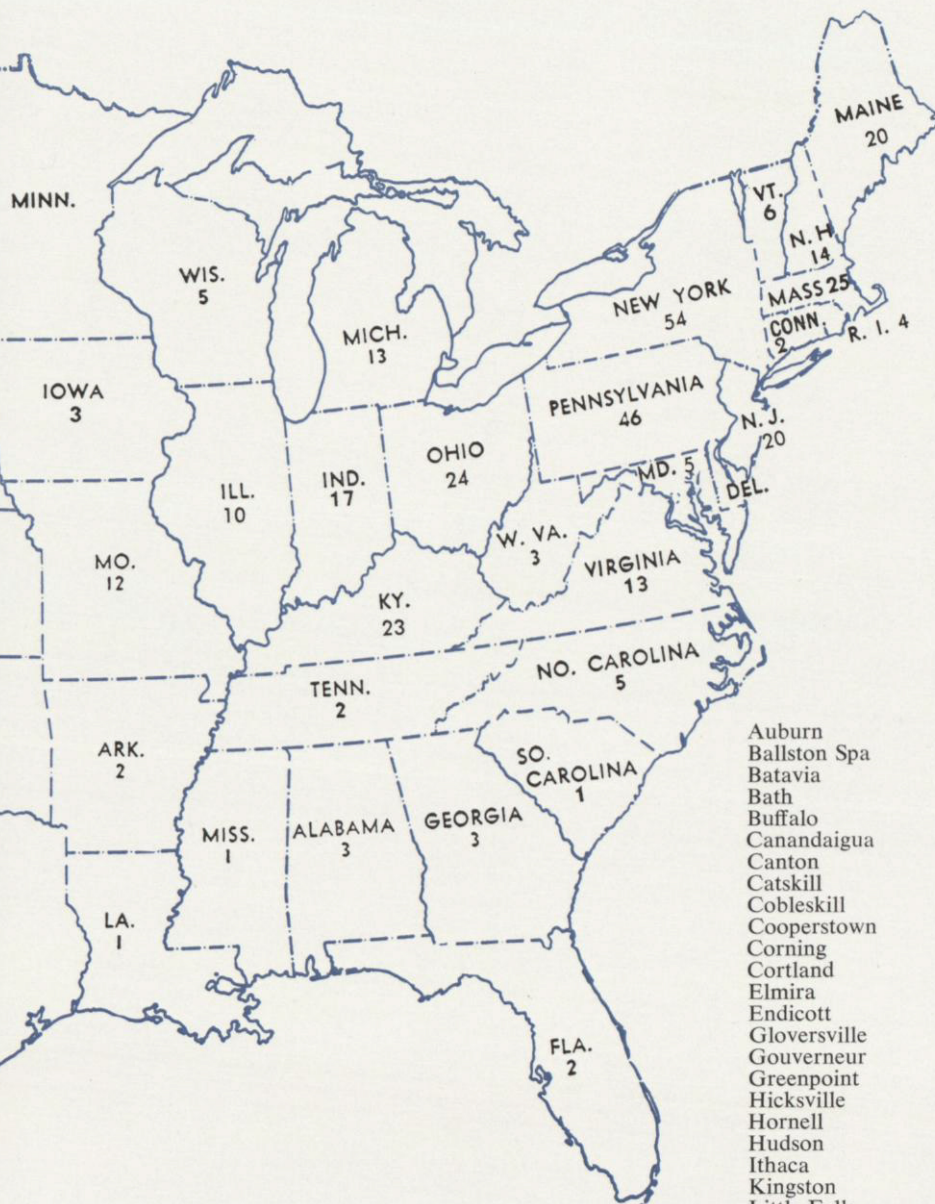 MAINE
20
VT.
6
N. H
14
MASS 25
CONN.
2
R. I. 4
NEW YORK
54
MINN.
WIS.
5
MICH.
13
IOWA
3
PENNSYLVANIA
46
N. J.
20
OHIO
24
IND.
17
ILL.
10
MD. 5
DEL.
W. VA.
3
VIRGINIA
13
MO.
12
KY.
23
NO. CAROLINA
5
TENN.
2
ARK.
2
SO.
CAROLINA
1
MISS.
1
ALABAMA
3
GEORGIA
3
LA.
1
FLA.
2
Auburn
Ballston Spa
Batavia
Bath
Buffalo
Canandaigua
Canton
Catskill
Cobleskill
Cooperstown
Corning
Cortland
Elmira
Endicott
Gloversville
Gouverneur
Greenpoint
Hicksville
Hornell
Hudson
Ithaca
Kingston